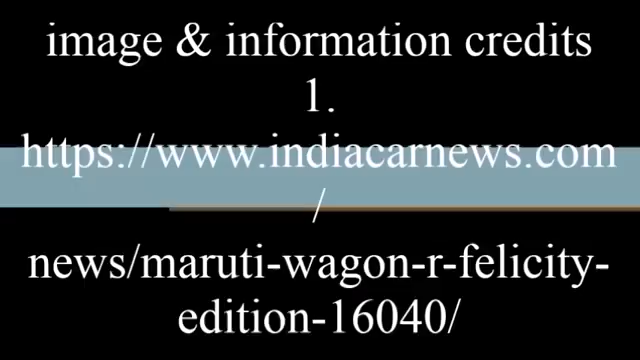 image & information credits
1.
https://www.indiacarnews.com
/
news/maruti-wagon-r-felicity-
edition-16040/